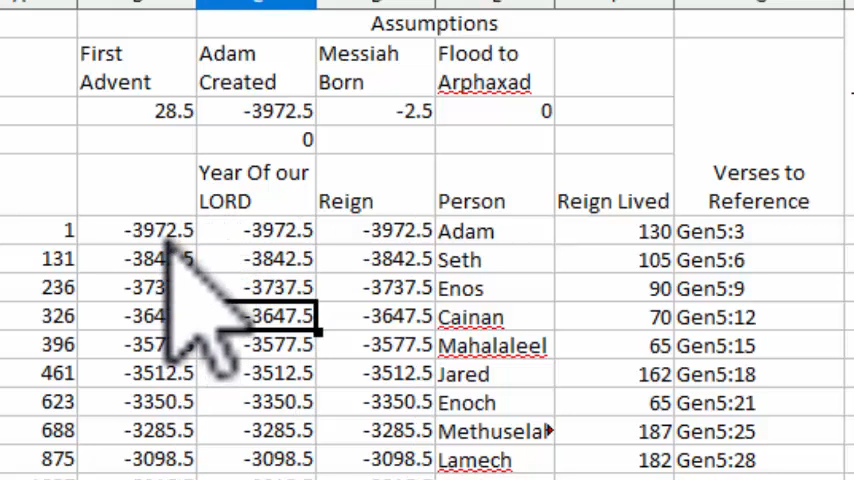 Assumptions
First Adam Messiah Flood to
Advent Created Born Arphaxad
28.5 -3972.5 -2.5 0
0
Year Of our Verses to
LORD Reign Person Reign Lived Reference
1 -3972.5 -3972.5 -3972.5 Adam 130 Gen5:3
131 -3842.5 -3842.5 Seth 105 Gen5:6
236 -3737.5 -3737.5 Enos 90 Gen5:9
326 -3647.5 -3647.5 Cainan 70 Gen5:12
396 -3577.5 -3577.5 Mahalaleel 65 Gen5:15
461 -3512.5 -3512.5 -3512.5 Jared 162 Gen5:18
623 -3350.5 -3350.5 -3350.5 Enoch 65 Gen5:21
688 -3285.5 -3285.5 -3285.5 Methusela 187 Gen5:25
875 -3098.5 -3098.5 -3098.5 Lamech 182 Gen5:28